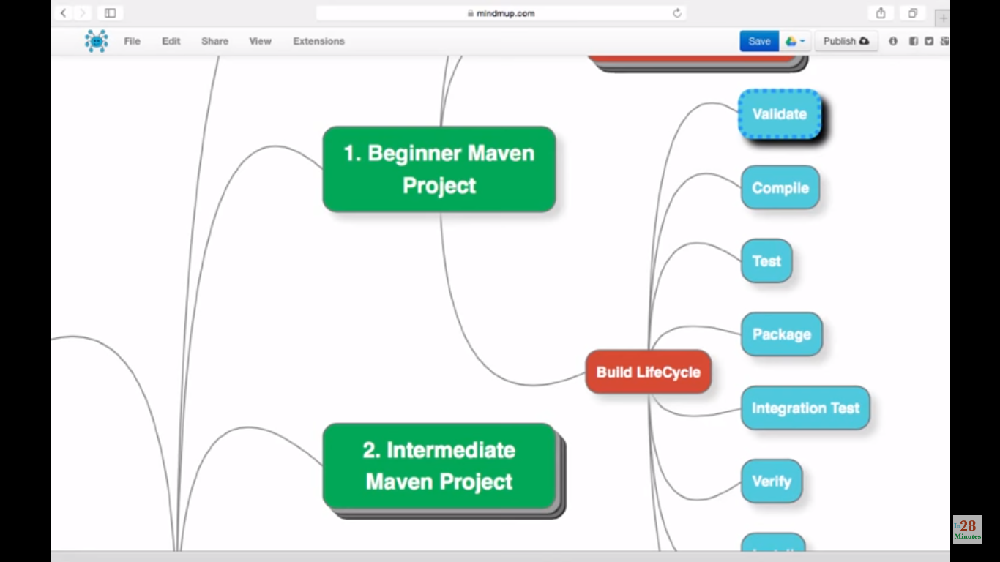 mindmup.com
File Edit Share View Extensions Save Publish
Validate
1. Beginner Maven
Project
Compile
Test
Package
Build LifeCycle
Integration Test
2. Intermediate
Maven Project
Verify
In 28
Minutes